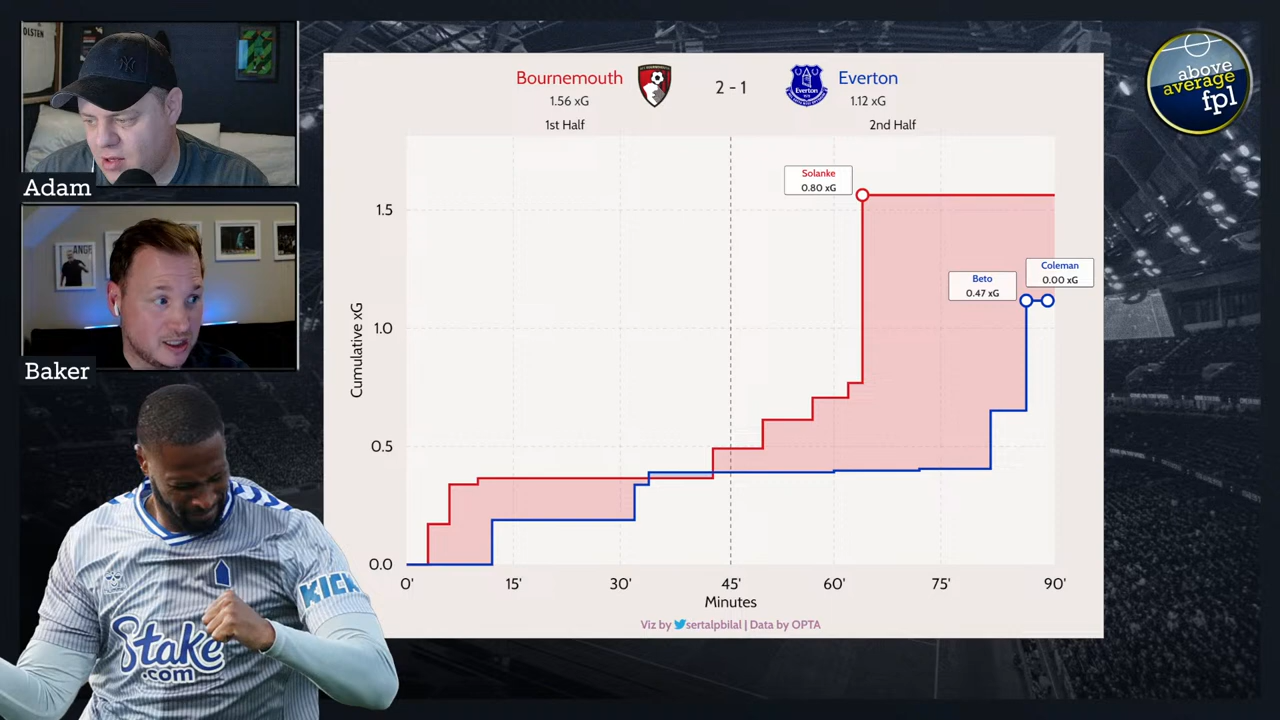 OLSTEN
Adam
ANGF
Baker
above
average
fpl
Bournemouth
1.56 xG
2 - 1
Everton
Everton
1.12 xG
1st Half
2nd Half
Solanke
0.80 xG
Coleman
0.00 xG
Beto
0.47 xG
Cumulative xG
1.5
1.0
0.5
0.0
0'
15'
30'
45'
60'
75'
90'
Minutes
Viz by sertalpbilal | Data by OPTA
KICK
Stake
.com